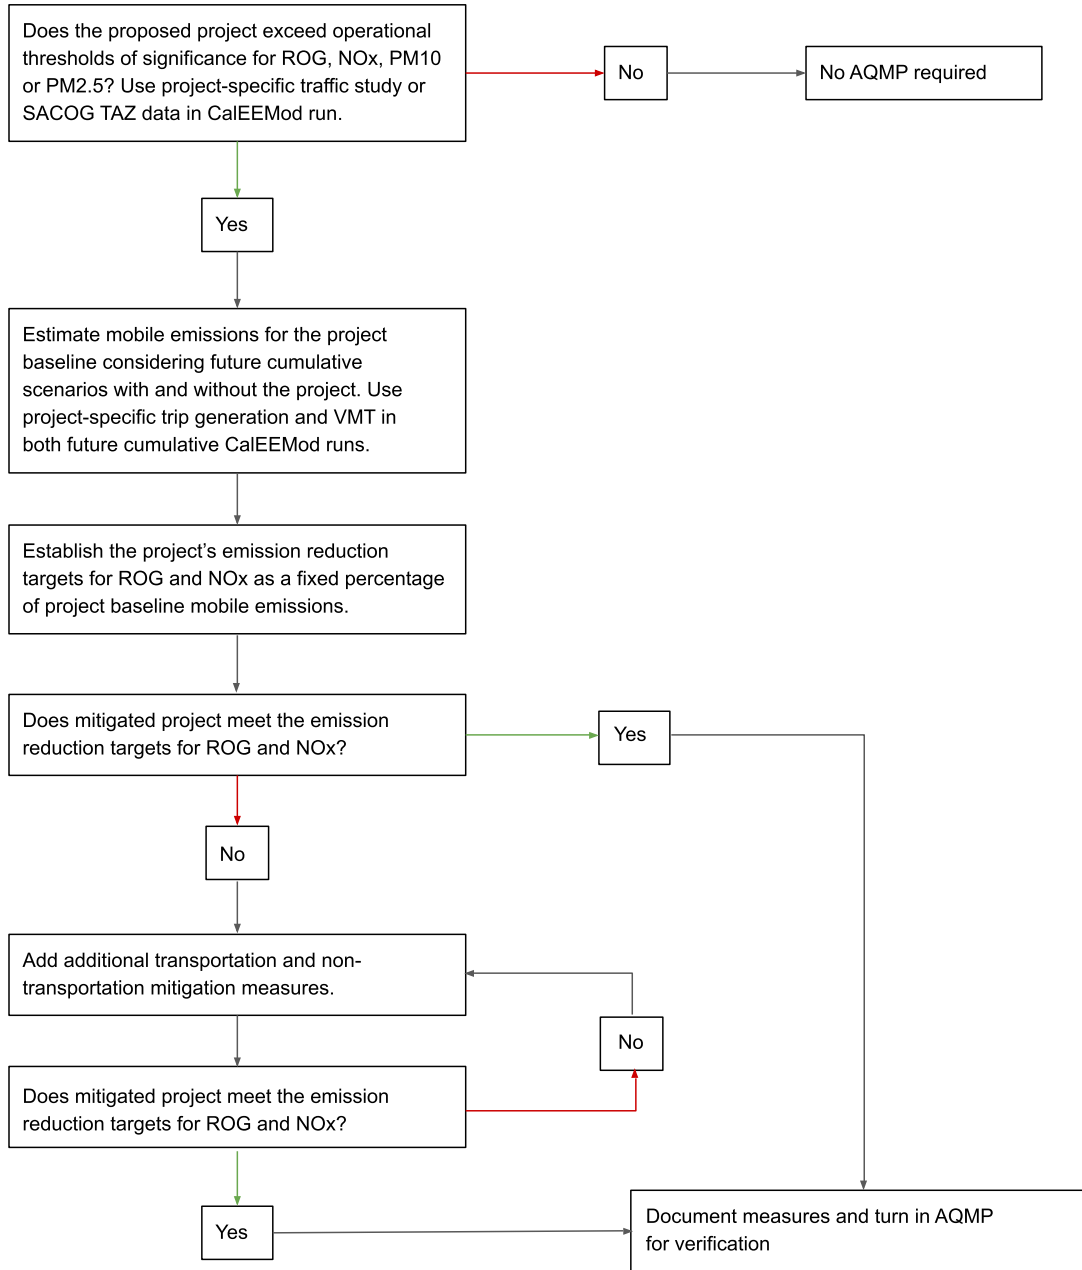 Does the proposed project exceed operational
thresholds of significance for ROG, NOx, PM10
or PM2.5? Use project-specific traffic study or
SACOG TAZ data in CalEEMod run.
No
No AQMP required
Yes
Estimate mobile emissions for the project
baseline considering future cumulative
scenarios with and without the project. Use
project-specific trip generation and VMT in
both future cumulative CalEEMod runs.
Establish the project’s emission reduction
targets for ROG and NOx as a fixed percentage
of project baseline mobile emissions.
Does mitigated project meet the emission
reduction targets for ROG and NOx?
Yes
No
Add additional transportation and non-
transportation mitigation measures.
No
Does mitigated project meet the emission
reduction targets for ROG and NOx?
Yes
Document measures and turn in AQMP
for verification